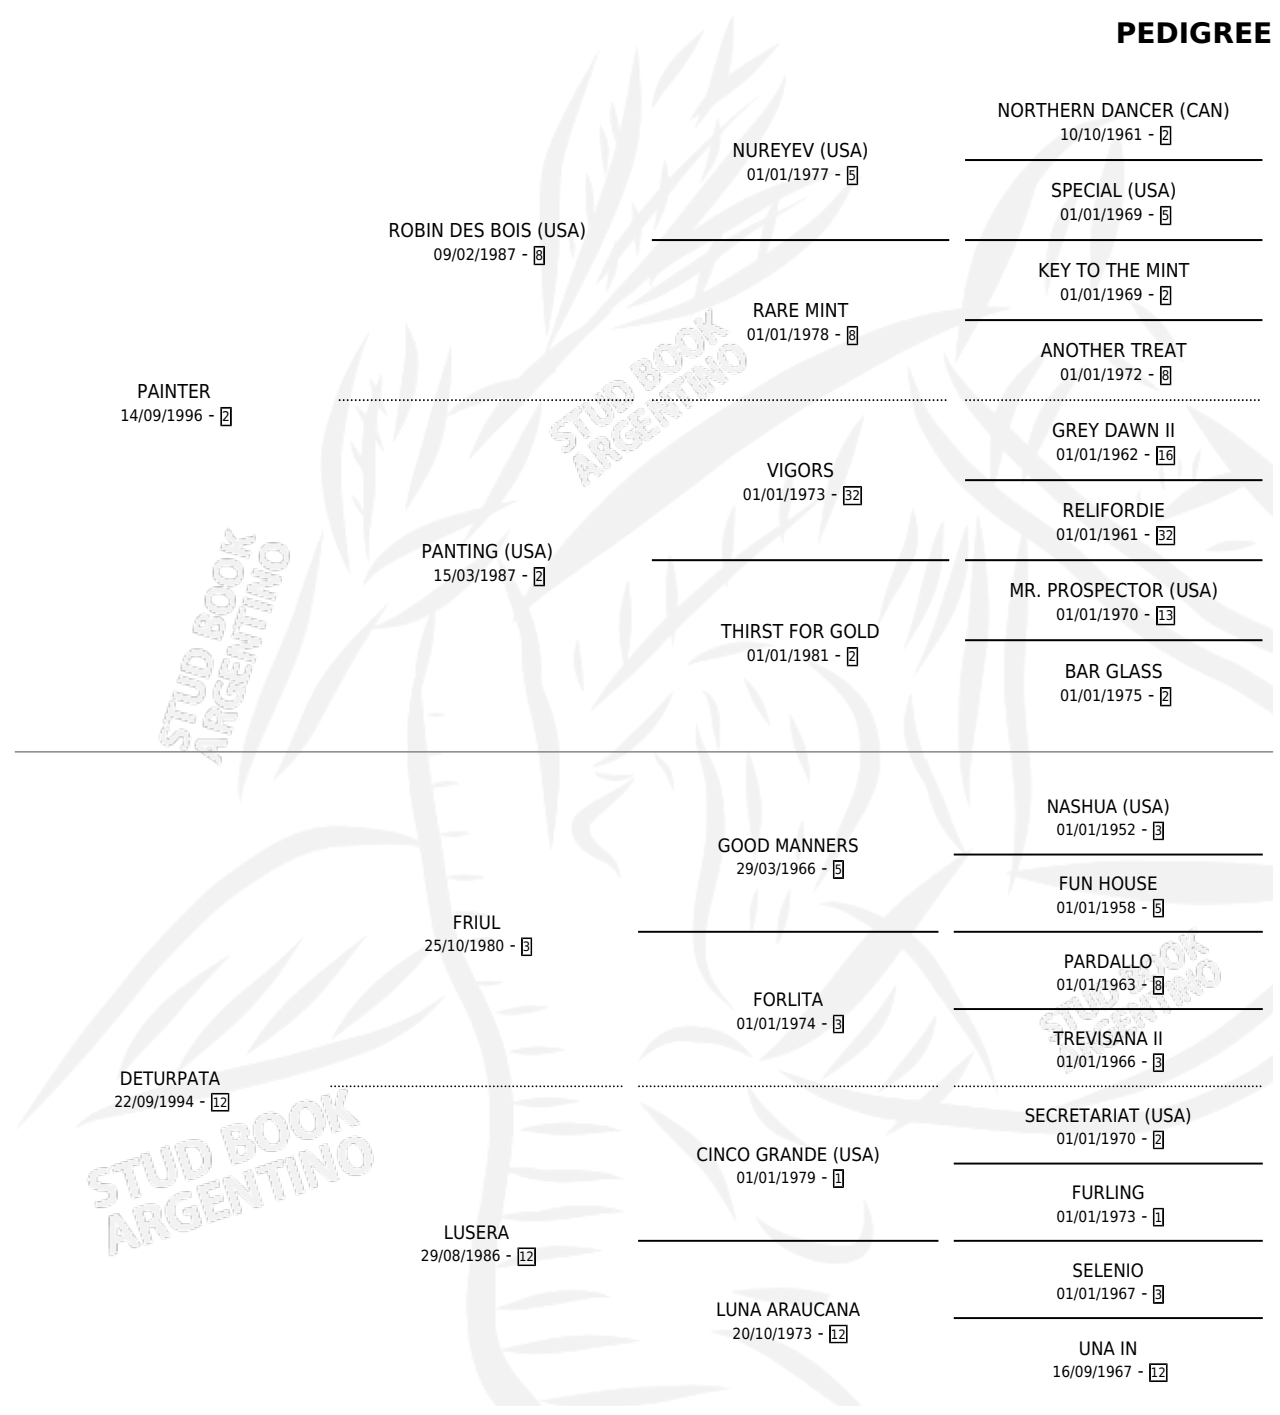 PEDIGREE
NORTHERN DANCER (CAN)
10/10/1961 - 2
NUREYEV (USA)
01/01/1977 - 5
SPECIAL (USA)
01/01/1969 - 5
ROBIN DES BOIS (USA)
09/02/1987 - 8
KEY TO THE MINT
01/01/1969 - 2
RARE MINT
01/01/1978 - 8
ANOTHER TREAT
01/01/1972 - 8
PAINTER
14/09/1996 - 2
GREY DAWN II
01/01/1962 - 16
VIGORS
01/01/1973 - 32
RELIFORDIE
01/01/1961 - 32
PANTING (USA)
15/03/1987 - 2
MR. PROSPECTOR (USA)
01/01/1970 - 13
THIRST FOR GOLD
01/01/1981 - 2
BAR GLASS
01/01/1975 - 2
NASHUA (USA)
01/01/1952 - 3
GOOD MANNERS
29/03/1966 - 5
FUN HOUSE
01/01/1958 - 5
FRIUL
25/10/1980 - 3
PARDALLO
01/01/1963 - 8
FORLITA
01/01/1974 - 3
TREVISANA II
01/01/1966 - 3
DETURPATA
22/09/1994 - 12
SECRETARIAT (USA)
01/01/1970 - 2
CINCO GRANDE (USA)
01/01/1979 - 1
FURLING
01/01/1973 - 1
LUSERA
29/08/1986 - 12
SELENIO
01/01/1967 - 3
LUNA ARAUCANA
20/10/1973 - 12
UNA IN
16/09/1967 - 12
STUD BOOK
ARGENTINO
STUD BOOK
ARGENTINO
STUD BOOK
ARGENTINO
STUD BOOK
ARGENTINO